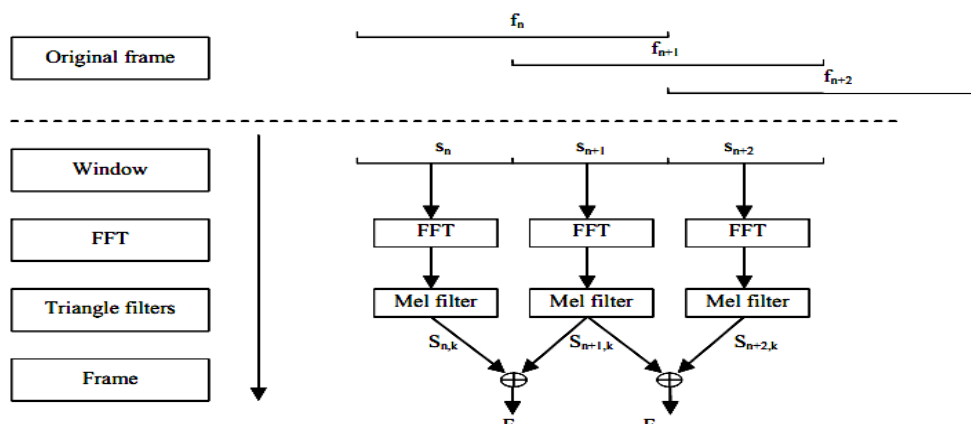 fn
Original frame
fn+1
fn+2
Window
sn
sn+1
sn+2
FFT
FFT
FFT
FFT
Triangle filters
Mel filter
Mel filter
Mel filter
Sn,k
Sn+1,k
Sn+2,k
Frame